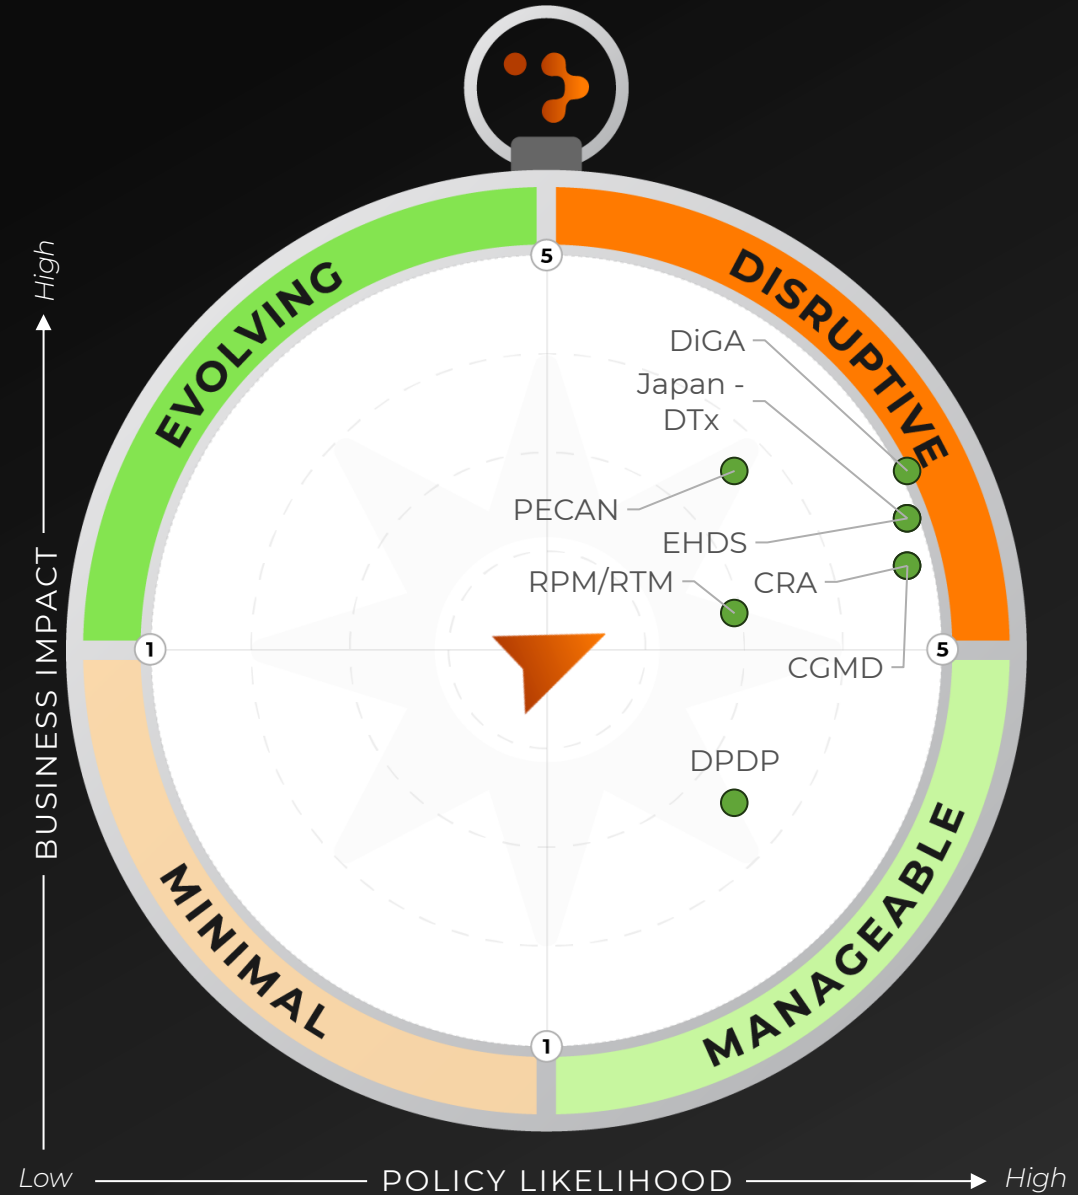 High
BUSINESS IMPACT
EVOLVING
DISRUPTIVE
5
DiGA
Japan -
DTx
PECAN
EHDS
RPM/RTM
CRA
1
5
CGMD
DPDP
MINIMAL
MANAGEABLE
1
Low
POLICY LIKELIHOOD
High